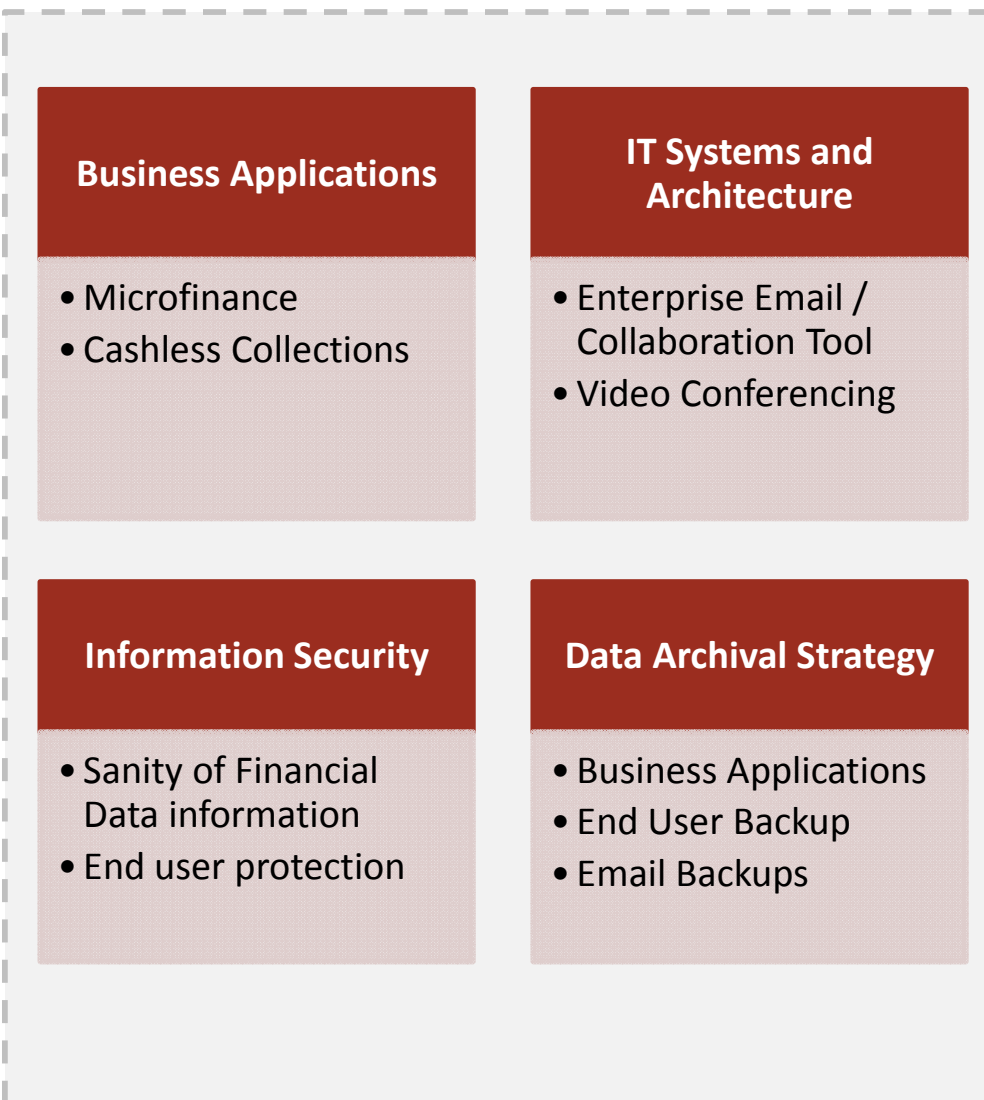 Business Applications
• Microfinance
• Cashless Collections
IT Systems and
Architecture
• Enterprise Email /
Collaboration Tool
• Video Conferencing
Information Security
• Sanity of Financial
Data information
• End user protection
Data Archival Strategy
• Business Applications
• End User Backup
• Email Backups